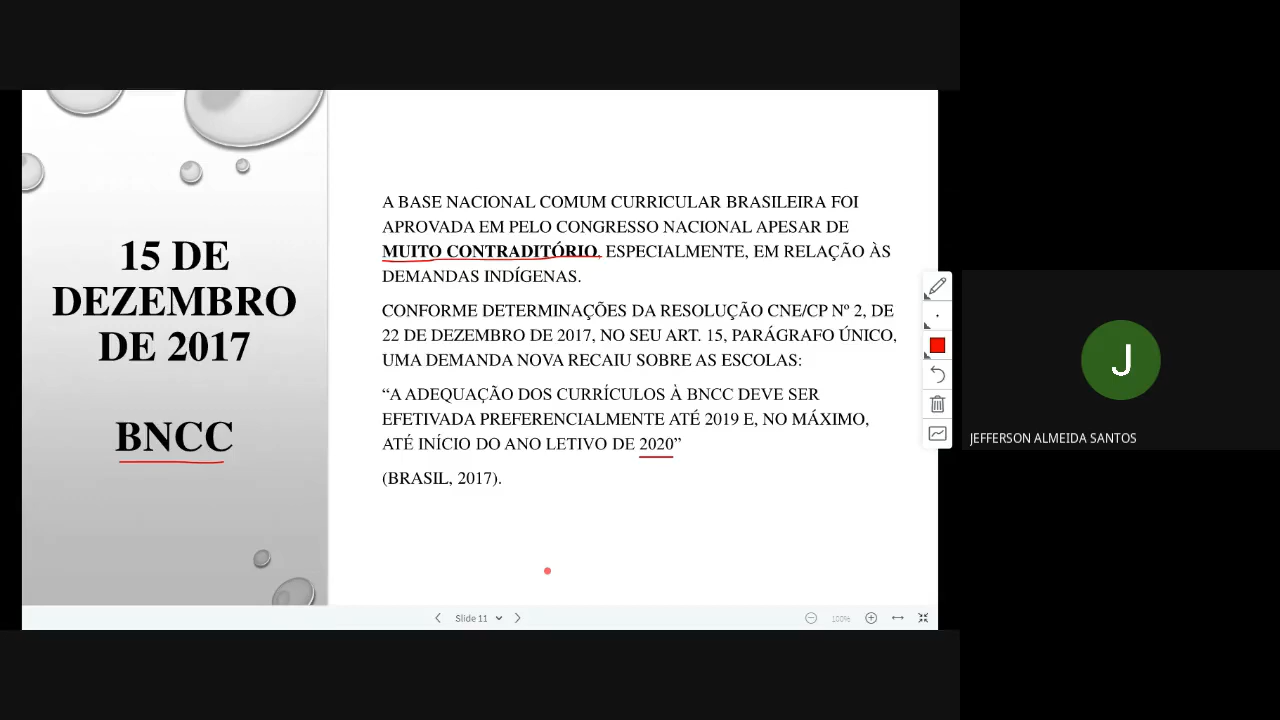 15 DE
DEZEMBRO
DE 2017
BNCC
A BASE NACIONAL COMUM CURRICULAR BRASILEIRA FOI
APROVADA EM PELO CONGRESSO NACIONAL APESAR DE
MUITO CONTRADITÓRIO, ESPECIALMENTE, EM RELAÇÃO ÀS
DEMANDAS INDÍGENAS.
CONFORME DETERMINAÇÕES DA RESOLUÇÃO CNE/CP Nº 2, DE
22 DE DEZEMBRO DE 2017, NO SEU ART. 15, PARÁGRAFO ÚNICO,
UMA DEMANDA NOVA RECAIU SOBRE AS ESCOLAS:
“A ADEQUAÇÃO DOS CURRÍCULOS À BNCC DEVE SER
EFETIVADA PREFERENCIALMENTE ATÉ 2019 E, NO MÁXIMO,
ATÉ INÍCIO DO ANO LETIVO DE 2020”
(BRASIL, 2017).
Slide 11
100%
J
JEFFERSON ALMEIDA SANTOS